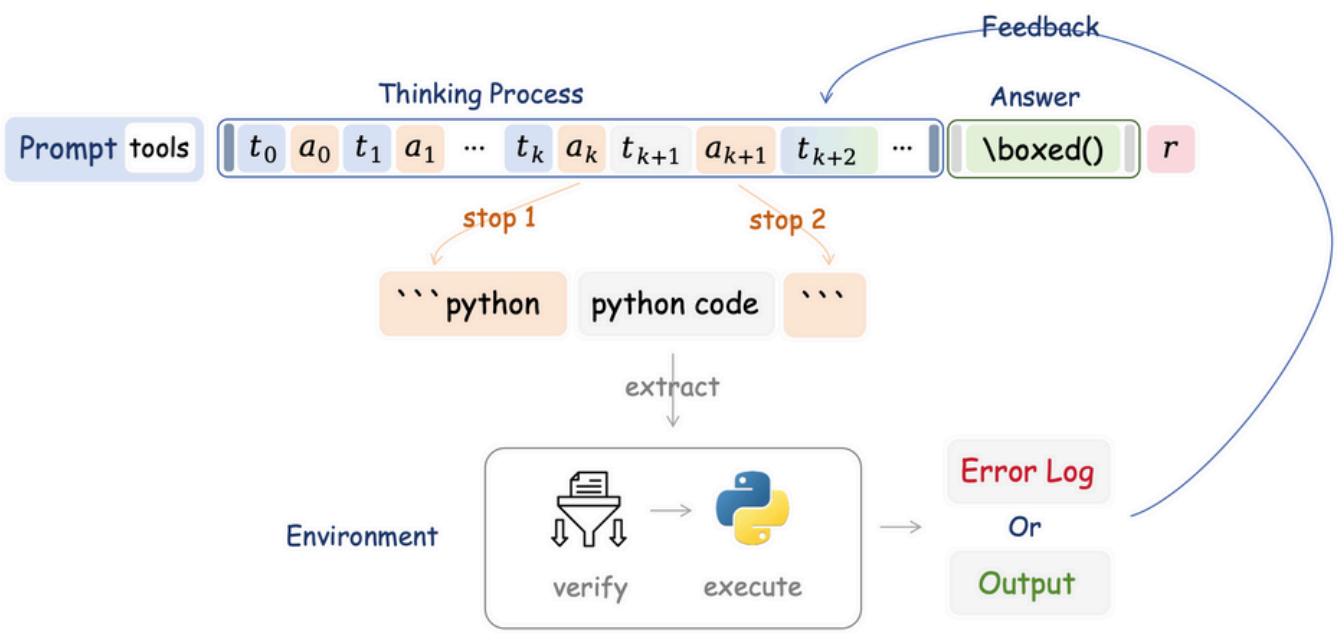 Feedback
Thinking Process
Answer
Prompt tools t₀ a₀ t₁ a₁ ... tₖ aₖ tₖ₊₁ aₖ₊₁ tₖ₊₂ ... \boxed() r
stop 1
stop 2
```python python code ```
extract
Error Log
Environment
Or
verify
execute
Output